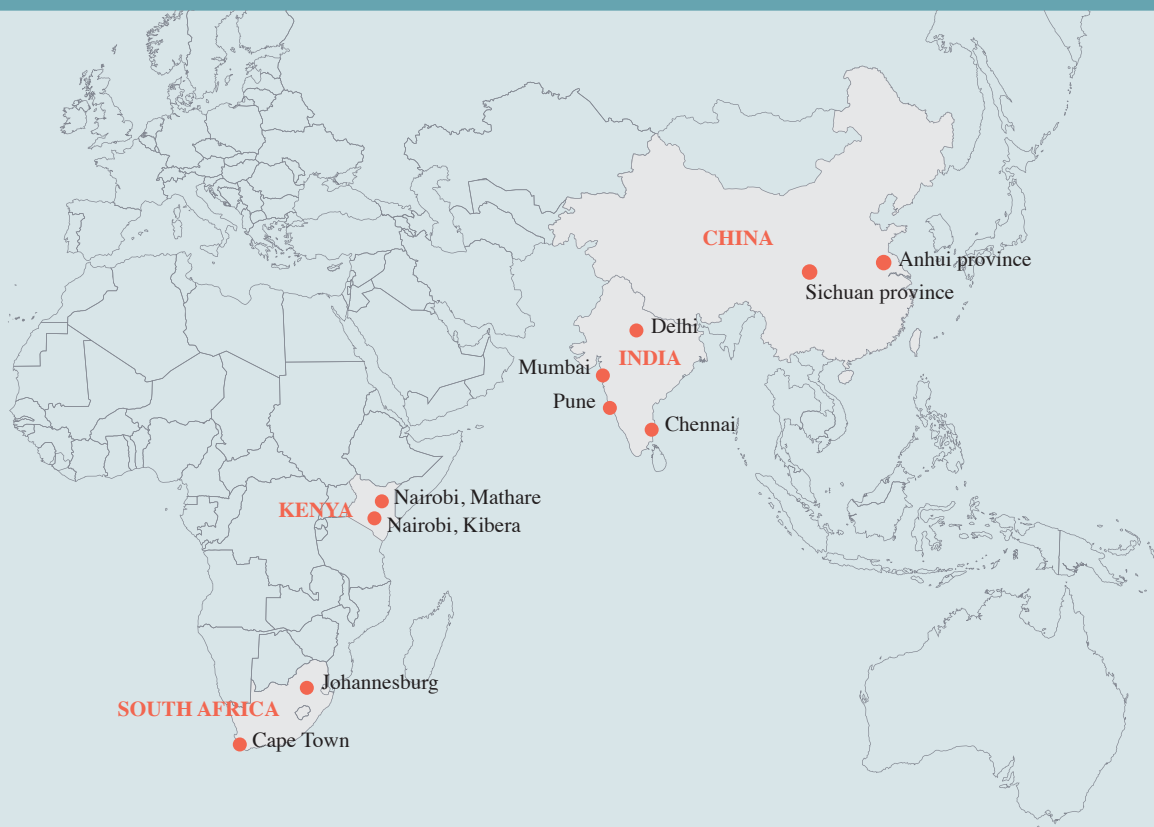 CHINA
Anhui province
Sichuan province
Delhi
INDIA
Mumbai
Pune
Chennai
Nairobi, Mathare
KENYA
Nairobi, Kibera
Johannesburg
SOUTH AFRICA
Cape Town